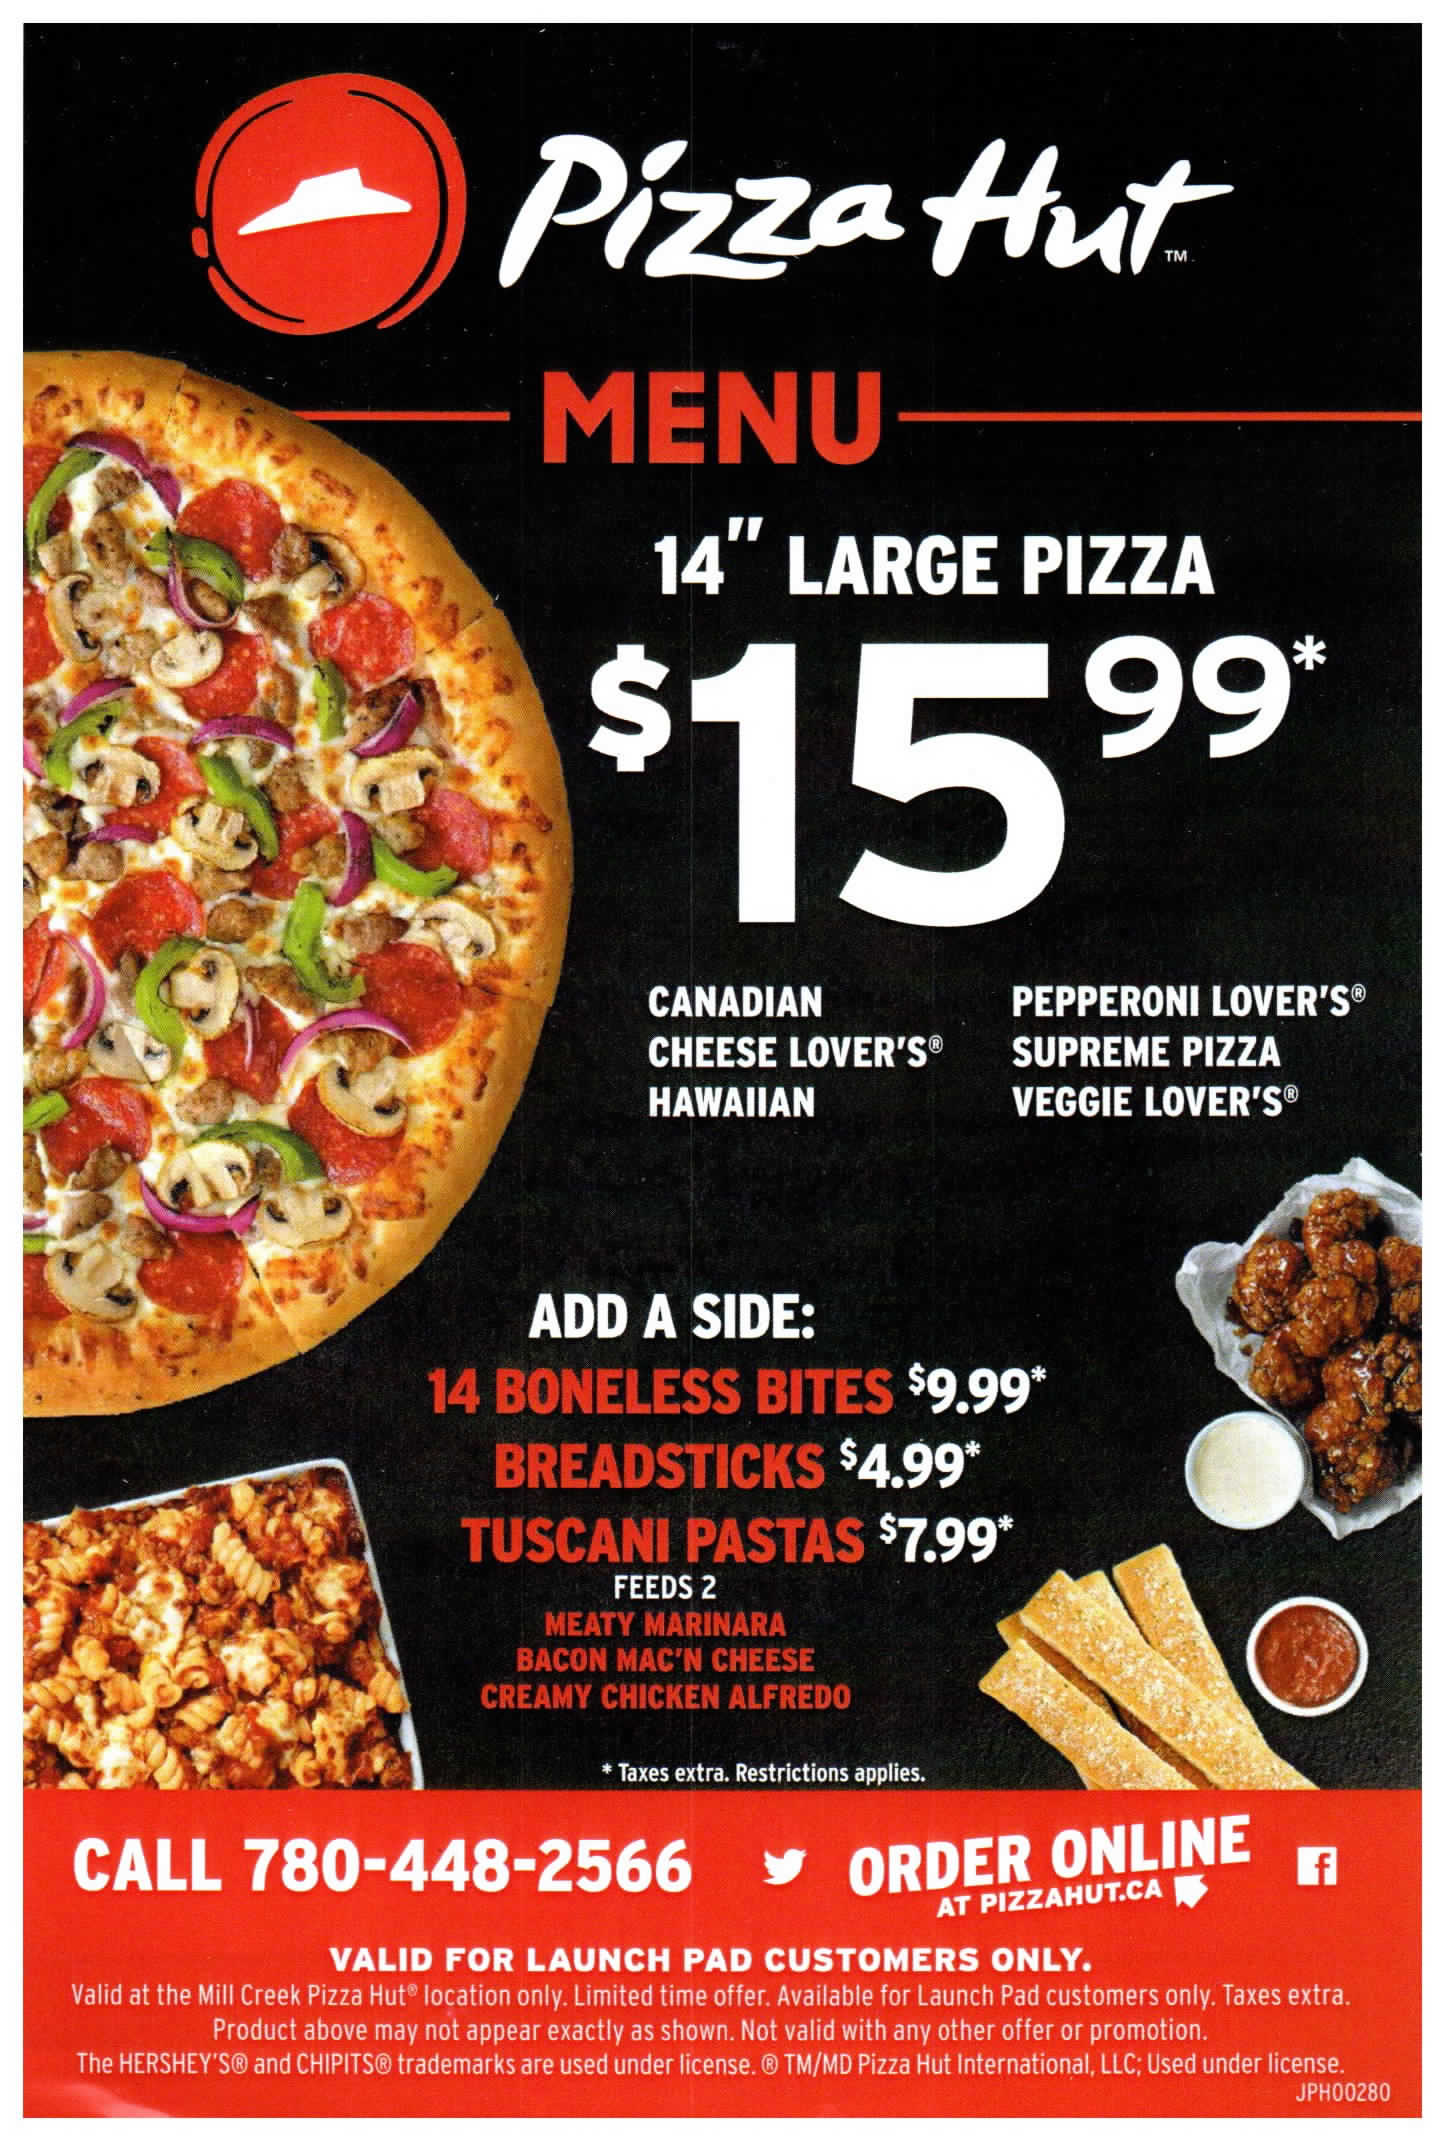 Pizza Hut™
MENU
14" LARGE PIZZA
$15.99*
CANADIAN
CHEESE LOVER'S®
HAWAIIAN
PEPPERONI LOVER'S®
SUPREME PIZZA
VEGGIE LOVER'S®
ADD A SIDE:
14 BONELESS BITES $9.99*
BREADSTICKS $4.99*
TUSCANI PASTAS $7.99*
FEEDS 2
MEATY MARINARA
BACON MAC'N CHEESE
CREAMY CHICKEN ALFREDO
* Taxes extra. Restrictions applies.
CALL 780-448-2566
ORDER ONLINE
AT PIZZAHUT.CA
VALID FOR LAUNCH PAD CUSTOMERS ONLY.
Valid at the Mill Creek Pizza Hut® location only. Limited time offer. Available for Launch Pad customers only. Taxes extra.
Product above may not appear exactly as shown. Not valid with any other offer or promotion.
The HERSHEY'S® and CHIPITS® trademarks are used under license. ® TM/MD Pizza Hut International, LLC; Used under license.
JPH00280